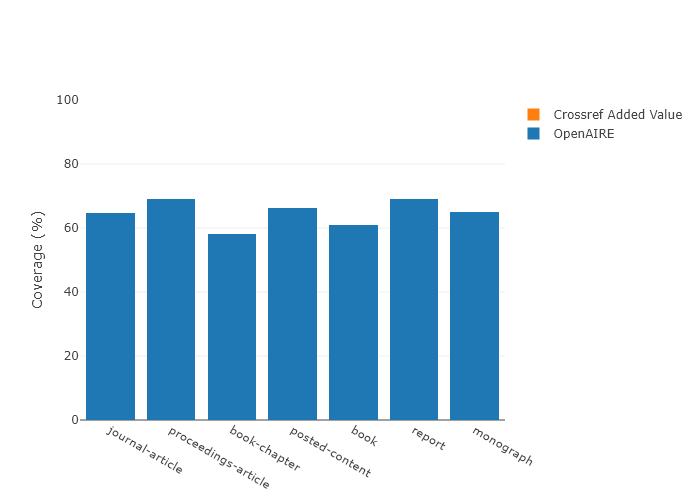 100
80
60
40
20
0
Coverage (%)
journal-article
proceedings-article
book-chapter
posted-content
book
report
monograph
Crossref Added Value
OpenAIRE